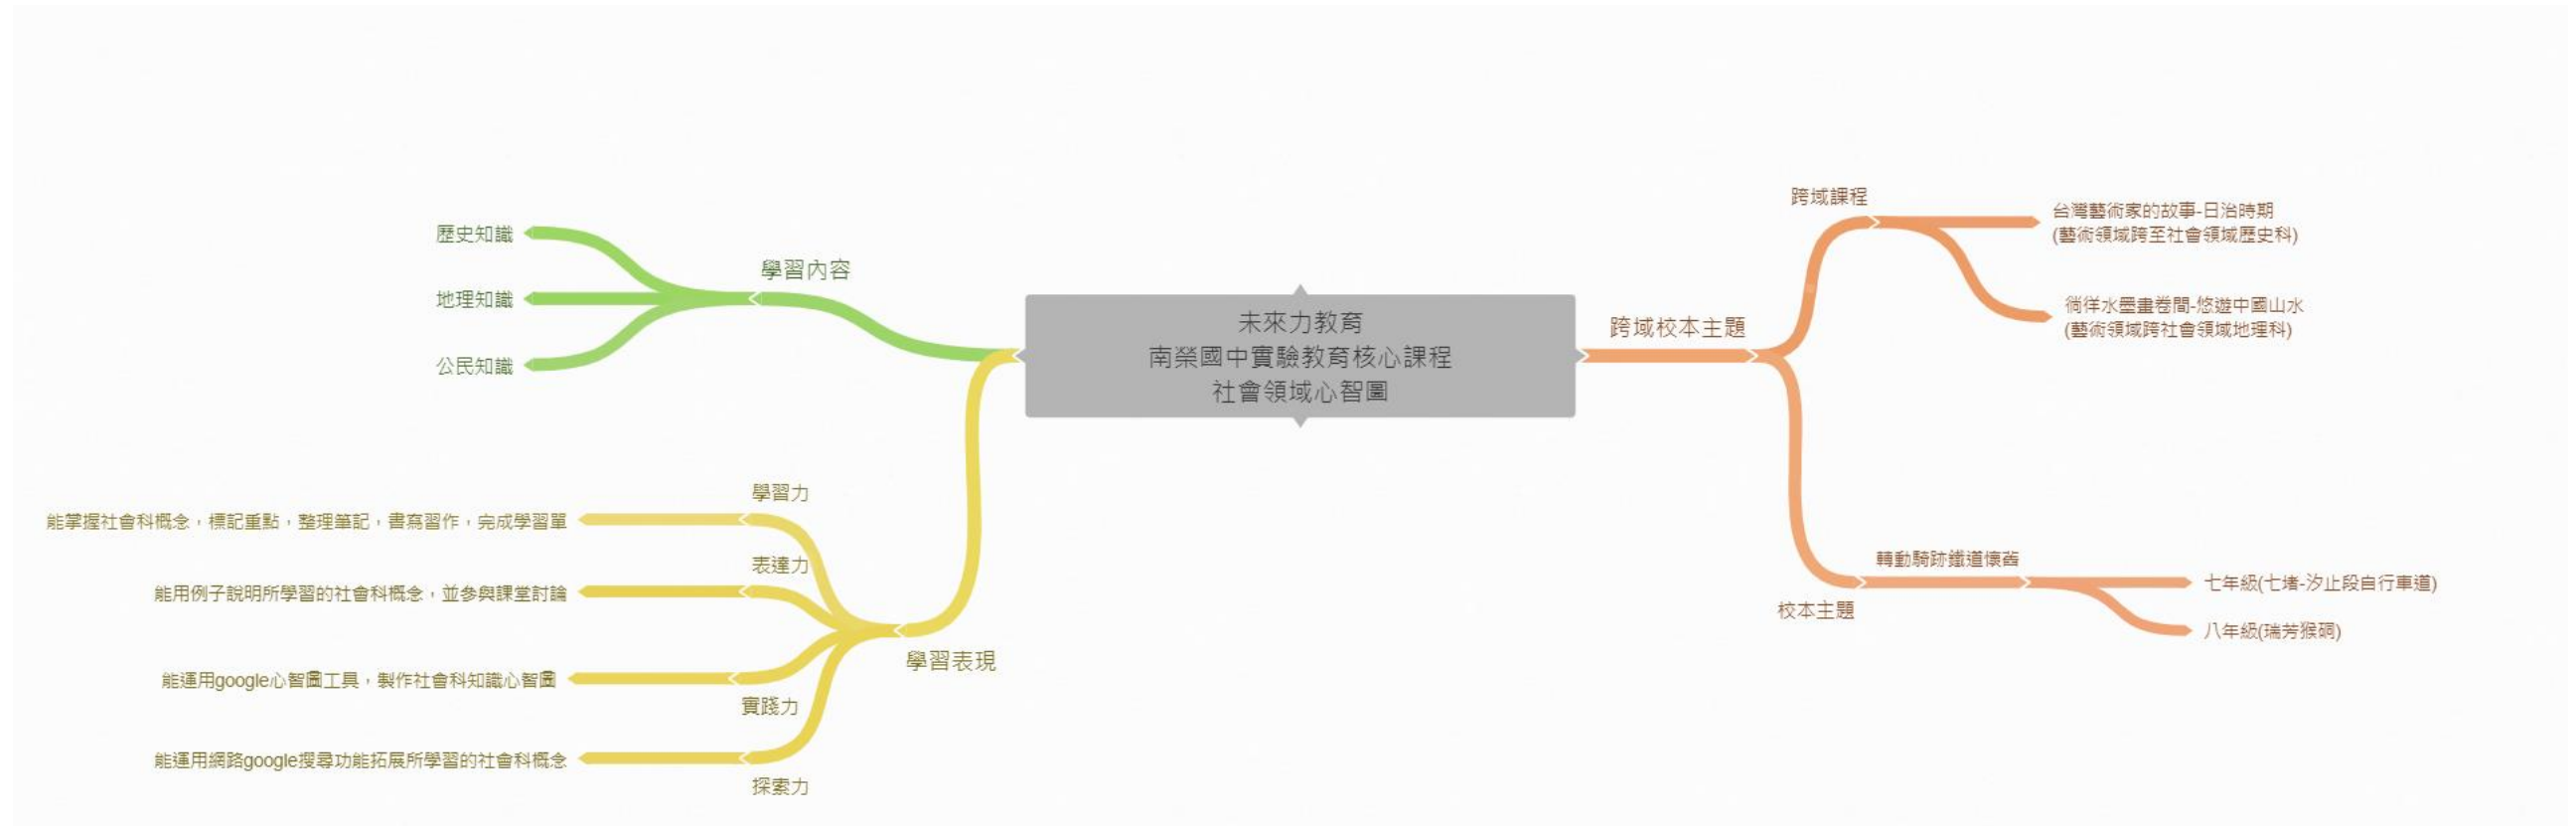 未來力教育
南榮國中實驗教育核心課程
社會領域心智圖
學習內容
歷史知識
地理知識
公民知識
學習表現
學習力
能掌握社會科概念，標記重點，整理筆記，書寫習作，完成學習單
表達力
能用例子說明所學習的社會科概念，並參與課堂討論
能運用google心智圖工具，製作社會科知識心智圖
實踐力
能運用網路google搜尋功能拓展所學習的社會科概念
探索力
跨域校本主題
跨域課程
台灣藝術家的故事-日治時期
(藝術領域跨至社會領域歷史科)
徜徉水墨畫卷間-悠遊中國山水
(藝術領域跨社會領域地理科)
校本主題
轉動騎跡鐵道懷舊
七年級(七堵-汐止段自行車道)
八年級(瑞芳猴硐)